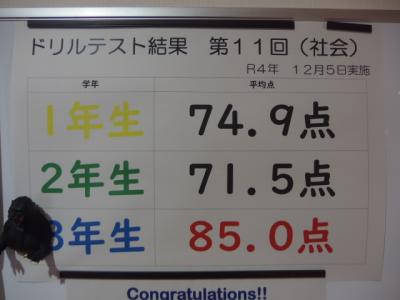 ドリルテスト結果　第11回（社会）
R4年　12月5日実施
学年　平均点
1年生　74.9点
2年生　71.5点
3年生　85.0点
Congratulations!!